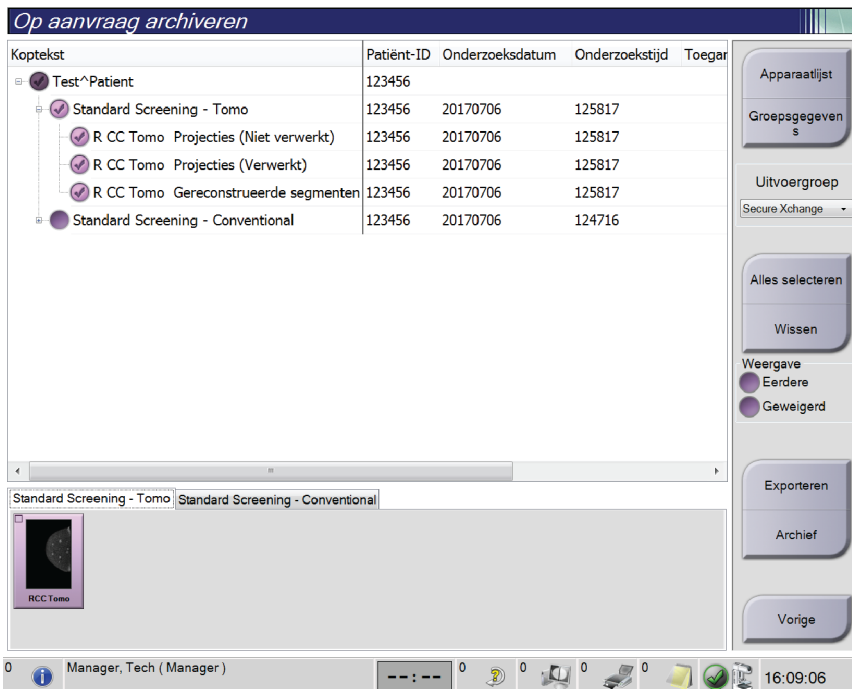 Op aanvraag archiveren
Koptekst Patiënt-ID Onderzoeksdatum Onderzoekstijd Toegar
Test^Patient 123456
Standard Screening - Tomo 123456 20170706 125817
R CC Tomo Projecties (Niet verwerkt) 123456 20170706 125817
R CC Tomo Projecties (Verwerkt) 123456 20170706 125817
R CC Tomo Gereconstrueerde segmenten 123456 20170706 125817
Standard Screening - Conventional 123456 20170706 124716
Apparaatlijst
Groepsgegeven
s
Uitvoergroep
Secure Xchange
Alles selecteren
Wissen
Weergave
Eerdere
Geweigerd
Exporteren
Archief
Vorige
Standard Screening - Tomo Standard Screening - Conventional
RCC Tomo
0 Manager, Tech ( Manager ) --:-- 0 0 0 0 16:09:06